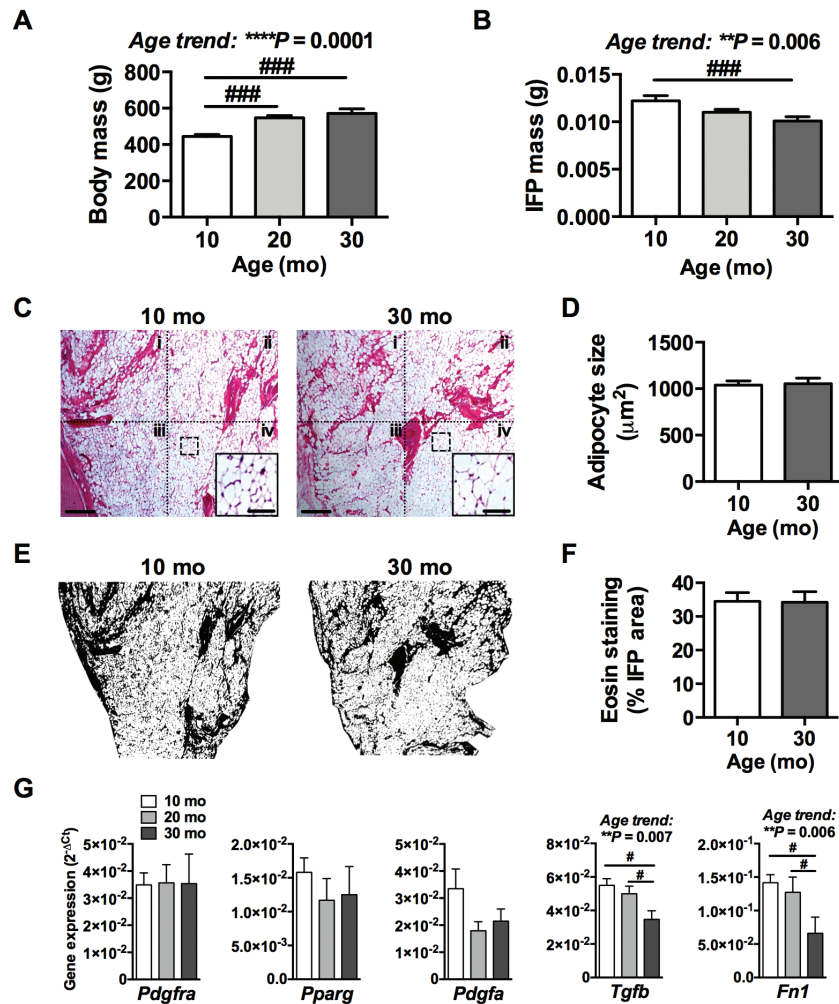 A
Age trend: ****P = 0.0001
###
###
Body mass (g)
800
600
400
200
0
10 20 30
Age (mo)
B
Age trend: **P = 0.006
###
IFP mass (g)
0.015
0.010
0.005
0.000
10 20 30
Age (mo)
C
10 mo
30 mo
i ii
iii iv
i ii
iii iv
D
Adipocyte size
(μm²)
1500
1000
500
0
10 30
Age (mo)
E
10 mo
30 mo
F
Eosin staining
(% IFP area)
40
30
20
10
0
10 30
Age (mo)
G
10 mo
20 mo
30 mo
Gene expression (2^-ΔCt)
5×10^-2
4×10^-2
3×10^-2
2×10^-2
1×10^-2
0
Pdgfra
2.0×10^-2
1.5×10^-2
1.0×10^-2
5.0×10^-3
0.0
Pparg
5×10^-2
4×10^-2
3×10^-2
2×10^-2
1×10^-2
0
Pdgfa
Age trend:
**P = 0.007
#
#
8×10^-2
6×10^-2
4×10^-2
2×10^-2
0
Tgfb
Age trend:
**P = 0.006
#
#
2.0×10^-1
1.5×10^-1
1.0×10^-1
5.0×10^-2
0.0
Fn1